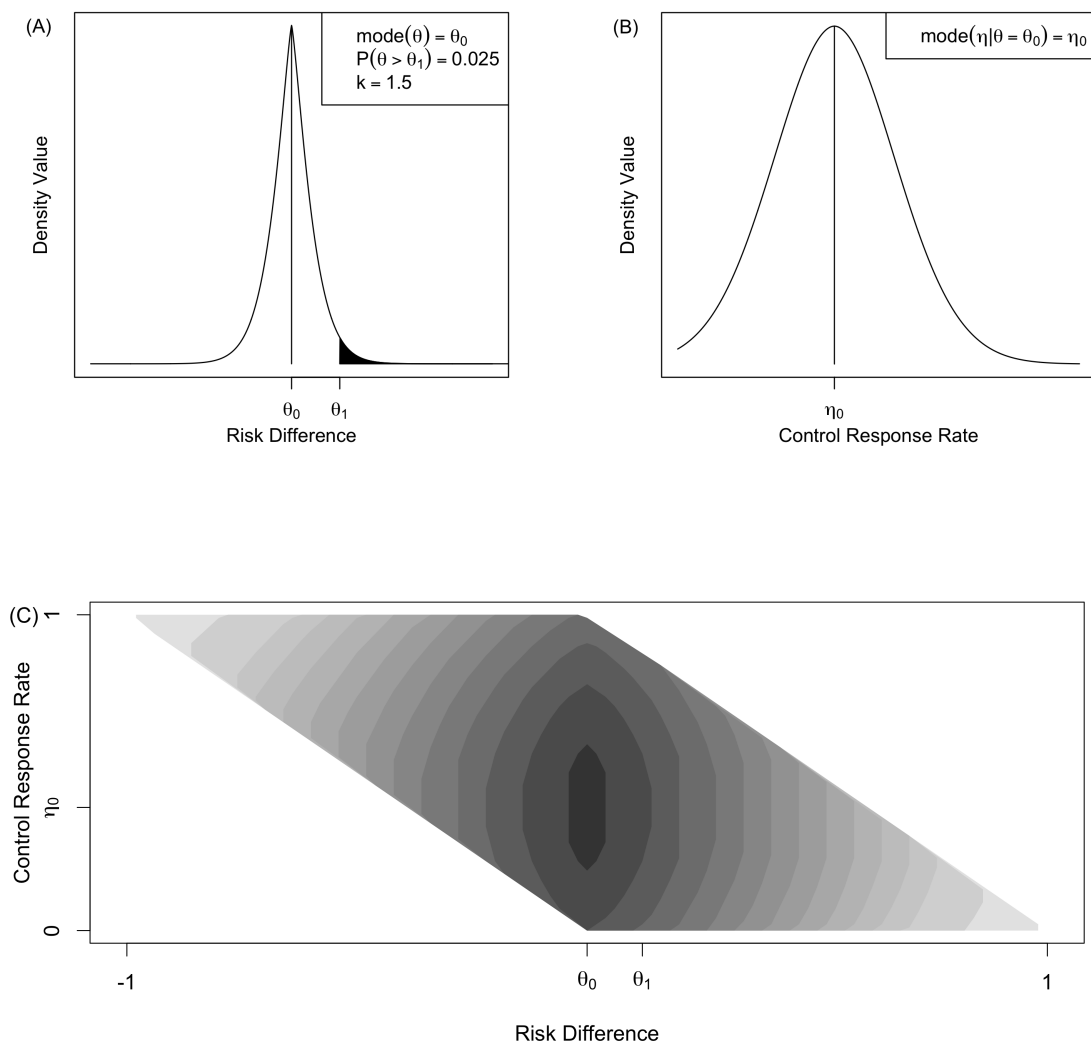 (A)
mode(θ) = θ₀
P(θ > θ₁) = 0.025
k = 1.5
Density Value
θ₀ θ₁
Risk Difference
(B)
mode(η|θ = θ₀) = η₀
Density Value
η₀
Control Response Rate
(C)
1
η₀
0
Control Response Rate
-1 θ₀ θ₁ 1
Risk Difference